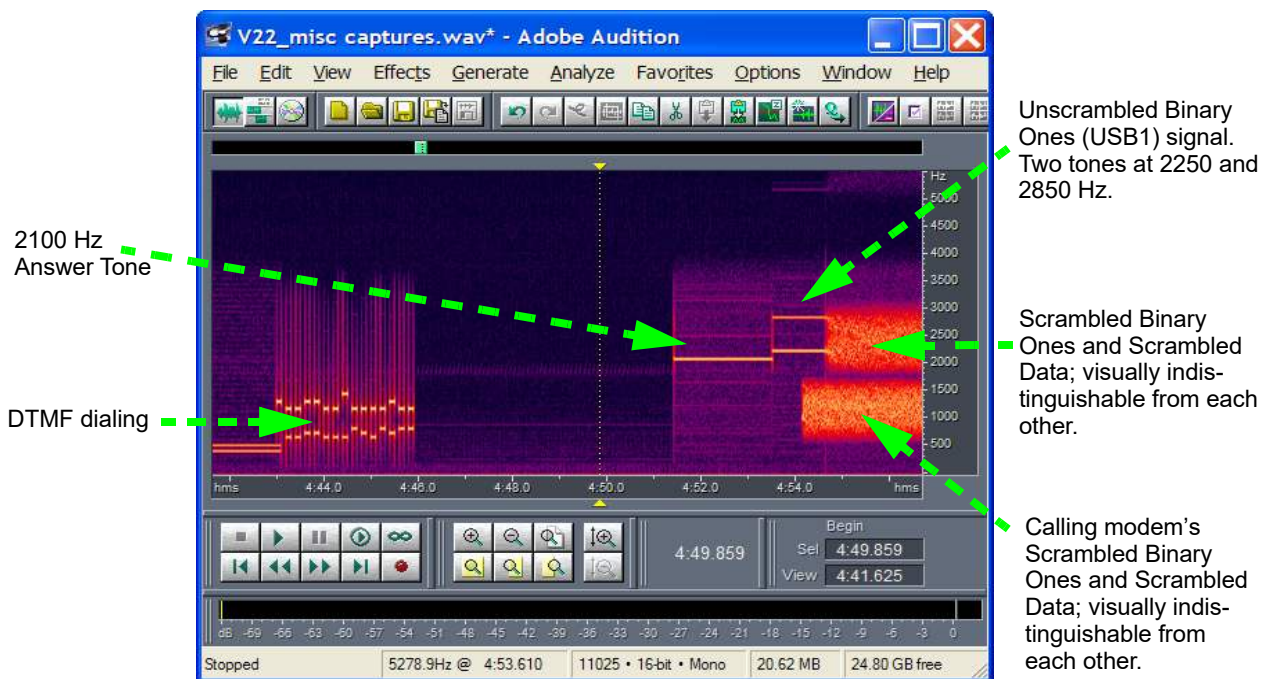 V22_misc captures.wav* - Adobe Audition
File Edit View Effects Generate Analyze Favorites Options Window Help
Unscrambled Binary
Ones (USB1) signal.
Two tones at 2250 and
2850 Hz.
2100 Hz
Answer Tone
Scrambled Binary
Ones and Scrambled
Data; visually indis-
tinguishable from each
other.
DTMF dialing
Calling modem's
Scrambled Binary
Ones and Scrambled
Data; visually indis-
tinguishable from
each other.
Hz
5000
4500
4000
3500
3000
2500
2000
1500
1000
500
hms 4:44.0 4:46.0 4:48.0 4:50.0 4:52.0 4:54.0 hms
4:49.859
Begin
Sel 4:49.859
View 4:41.625
dB -69 -66 -63 -60 -57 -54 -51 -48 -45 -42 -39 -36 -33 -30 -27 -24 -21 -18 -15 -12 -9 -6 -3 0
Stopped 5278.9Hz @ 4:53.610 11025 • 16-bit • Mono 20.62 MB 24.80 GB free